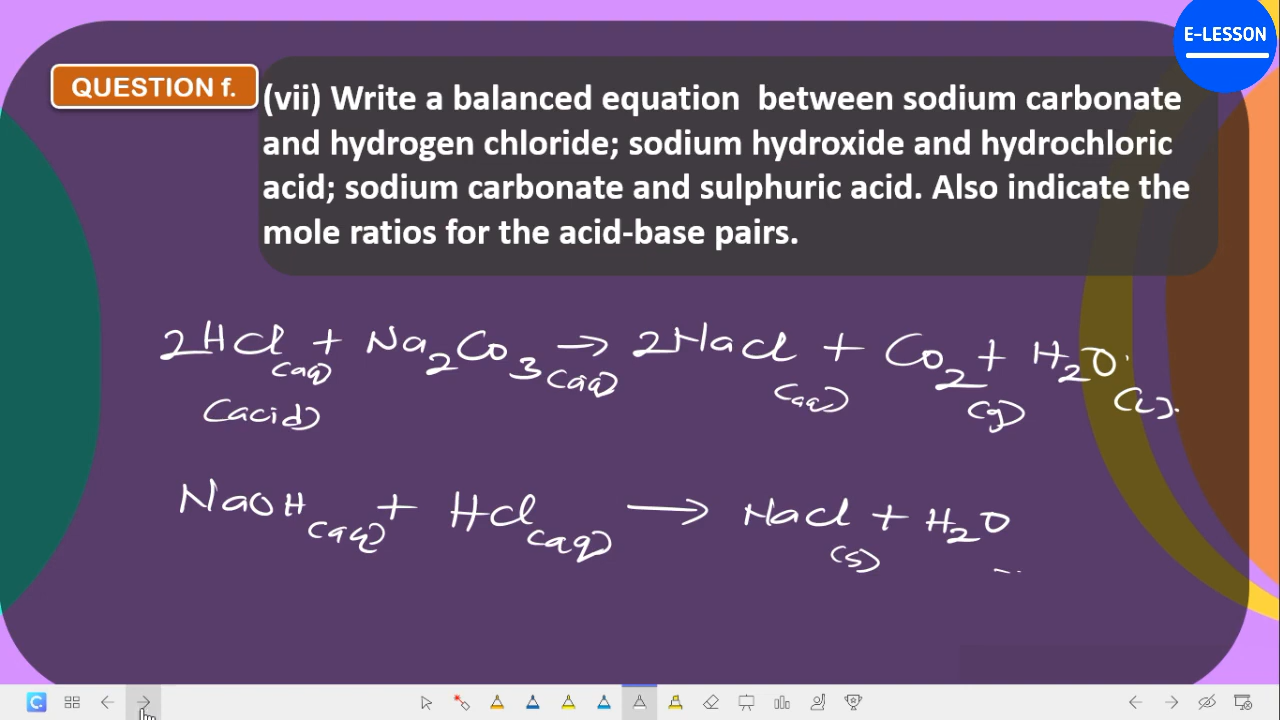 E-LESSON
QUESTION f.
(vii) Write a balanced equation between sodium carbonate
and hydrogen chloride; sodium hydroxide and hydrochloric
acid; sodium carbonate and sulphuric acid. Also indicate the
mole ratios for the acid-base pairs.
2HCl(aq) + Na2CO3(aq) → 2NaCl(aq) + CO2(g) + H2O(L).
(acid)
NaOH(aq) + HCl(aq) → NaCl(s) + H2O